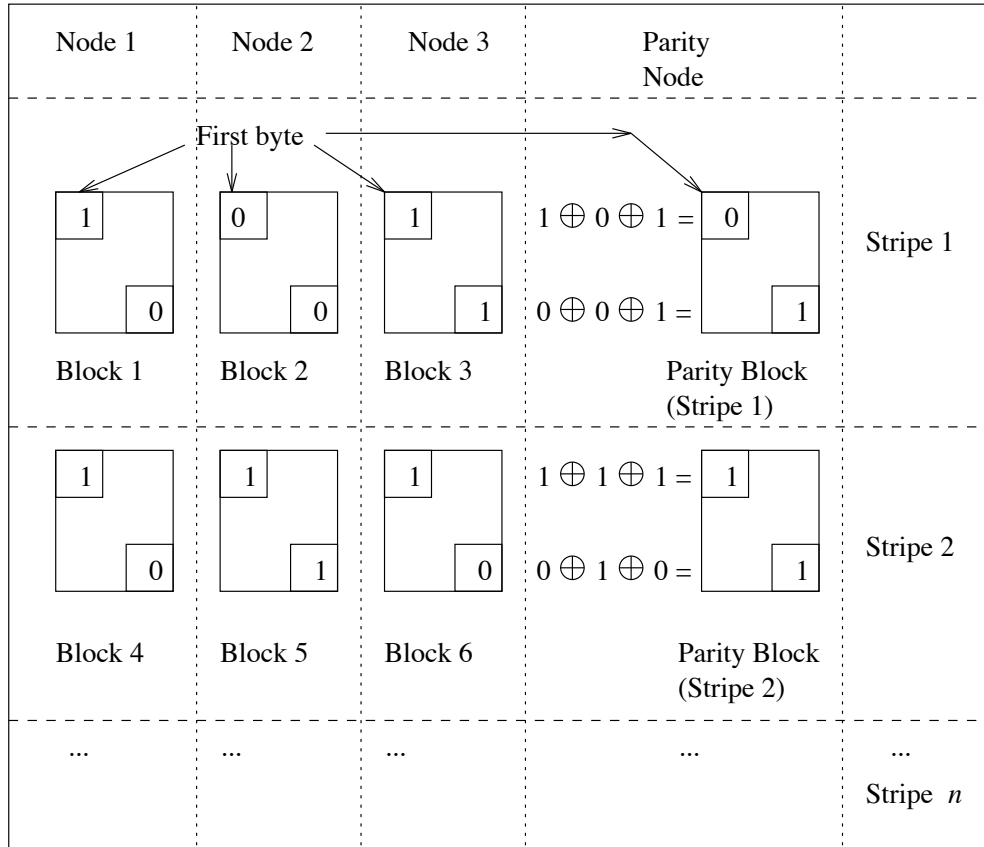 Node 1 Node 2 Node 3 Parity
Node
First byte
1 0 1 1 ⊕ 0 ⊕ 1 = 0
Stripe 1
0 0 1 0 ⊕ 0 ⊕ 1 = 1
Block 1 Block 2 Block 3 Parity Block
(Stripe 1)
1 1 1 1 ⊕ 1 ⊕ 1 = 1
Stripe 2
0 1 0 0 ⊕ 1 ⊕ 0 = 1
Block 4 Block 5 Block 6 Parity Block
(Stripe 2)
... ... ... ... ...
Stripe n